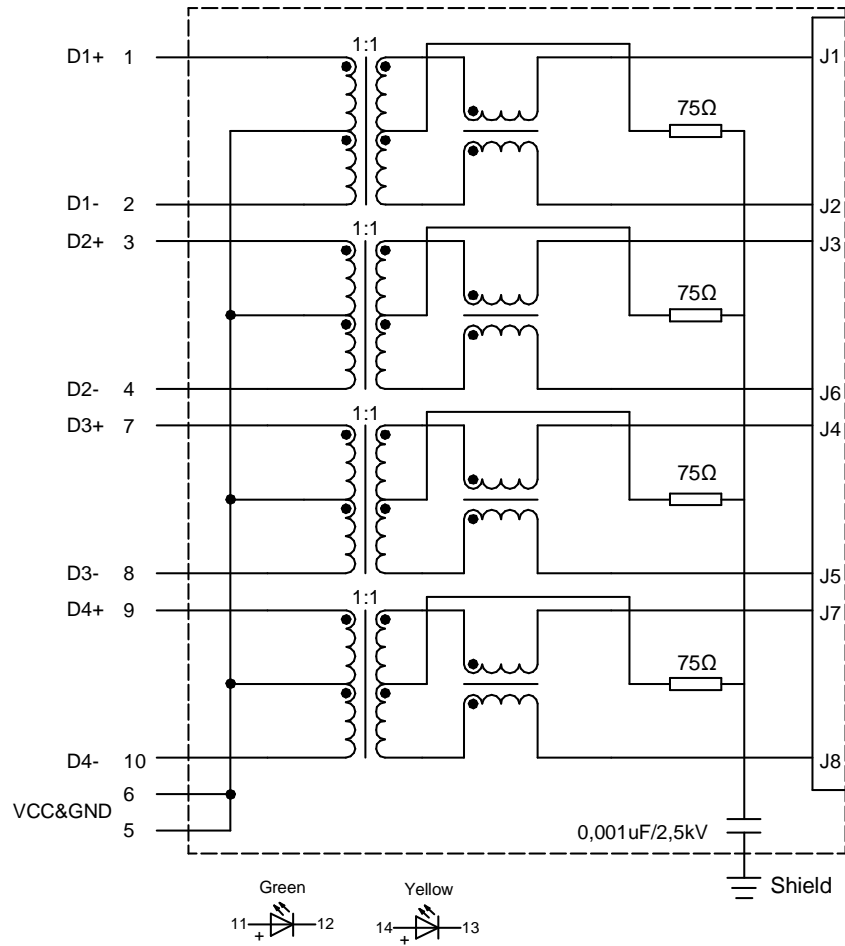 1:1
D1+ 1 J1
75Ω
D1- 2 J2
1:1
D2+ 3 J3
75Ω
D2- 4 J6
1:1
D3+ 7 J4
75Ω
D3- 8 J5
1:1
D4+ 9 J7
75Ω
D4- 10 J8
6
VCC&GND
5
0,001uF/2,5kV
Shield
Green Yellow
11 + 12 14 + 13